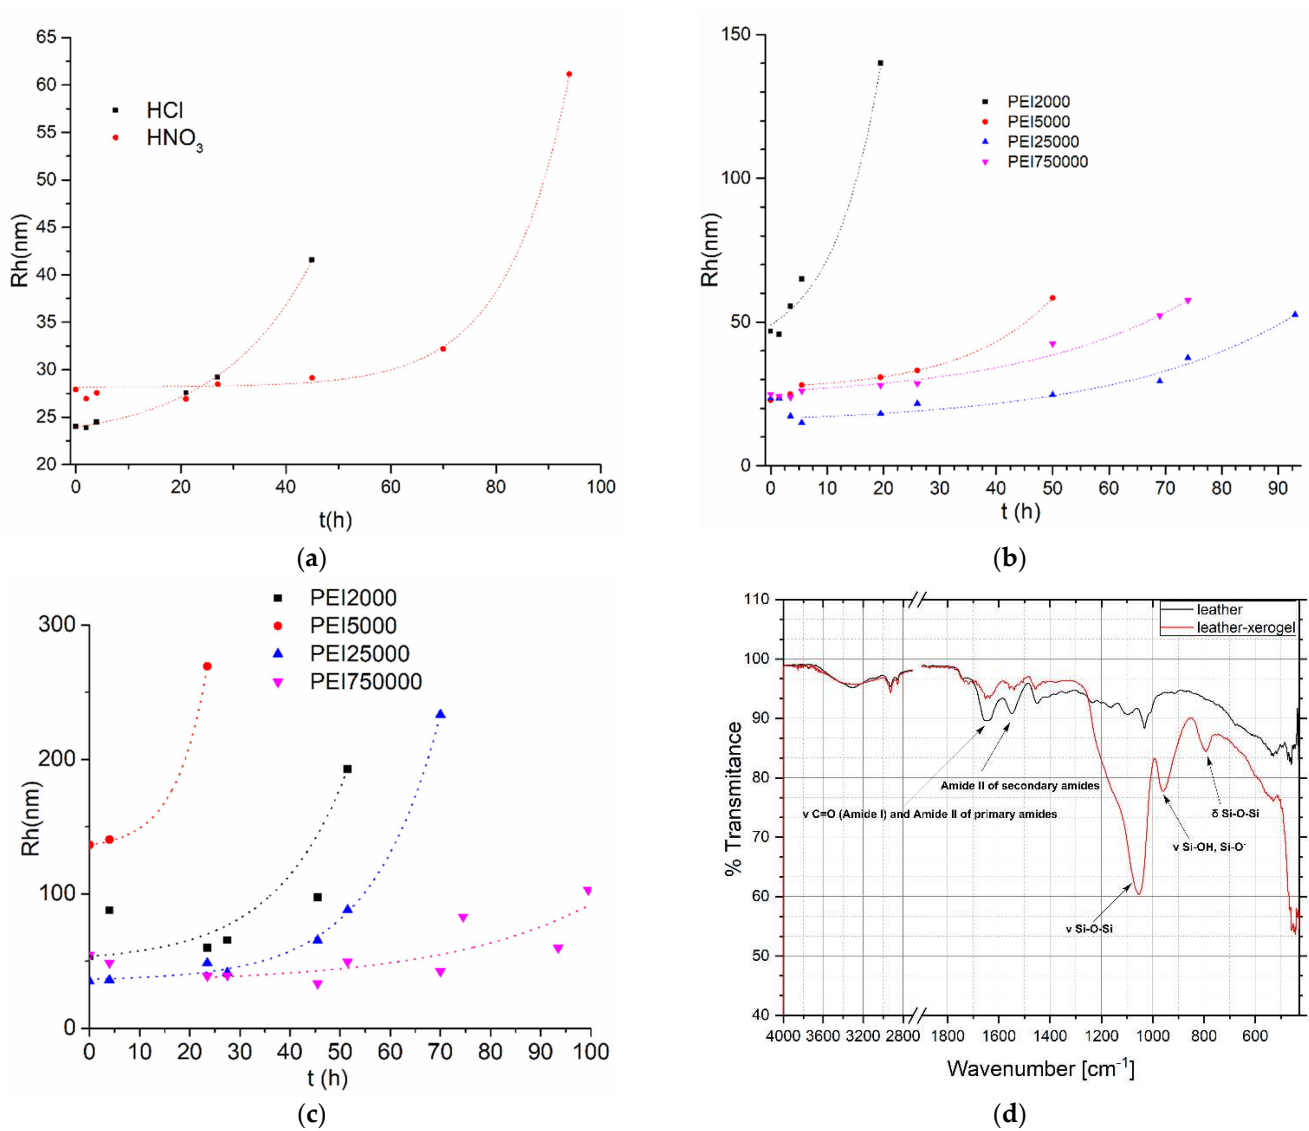 65
60
55
50
45
40
35
30
25
20
Rh(nm)
HCl
HNO3
0 20 40 60 80 100
t(h)
(a)
150
100
50
0
Rh(nm)
PEI2000
PEI5000
PEI25000
PEI750000
0 10 20 30 40 50 60 70 80 90
t (h)
(b)
300
200
100
0
Rh(nm)
PEI2000
PEI5000
PEI25000
PEI750000
0 10 20 30 40 50 60 70 80 90 100
t (h)
(c)
110
100
90
80
70
60
50
40
% Transmitance
leather
leather-xerogel
Amide II of secondary amides
ν C=O (Amide I) and Amide II of primary amides
δ Si-O-Si
ν Si-OH, Si-O-
ν Si-O-Si
4000 3600 3200 2800 1600 1400 1200 1000 800 600
Wavenumber [cm-1]
(d)